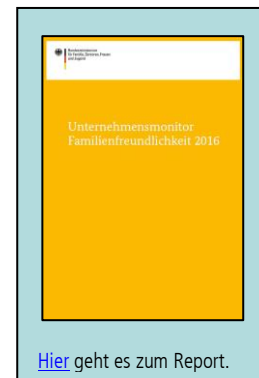 Bundesministerium
für Familie, Senioren, Frauen
und Jugend
Unternehmensmonitor
Familienfreundlichkeit 2016
Hier geht es zum Report.